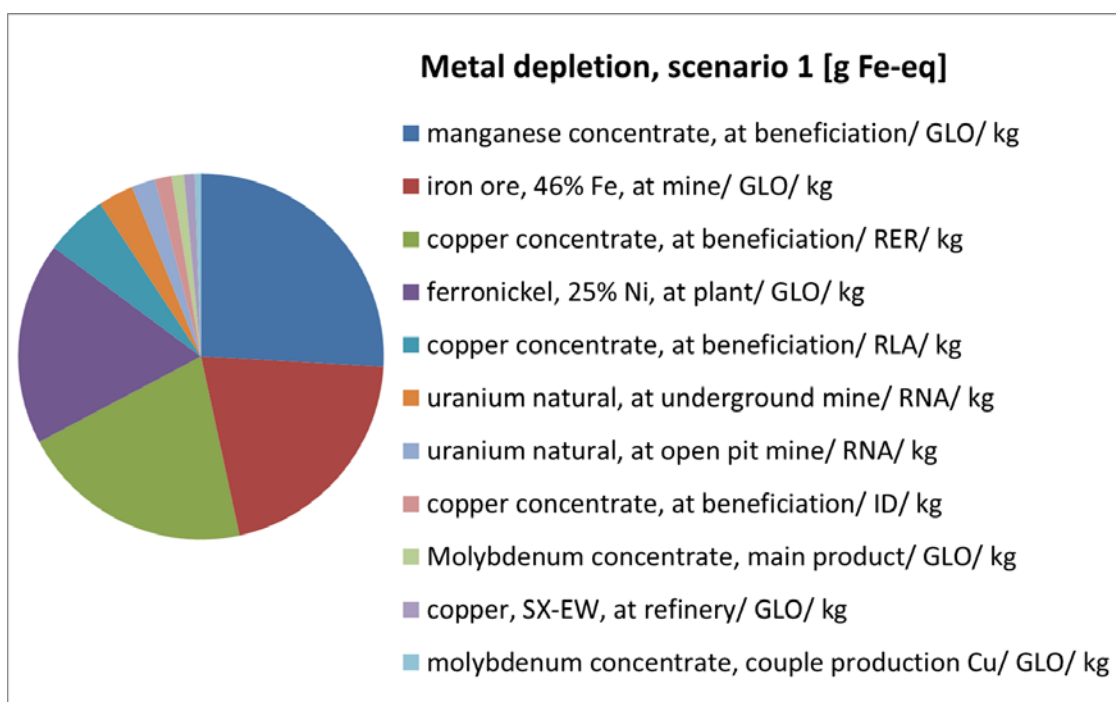 Metal depletion, scenario 1 [g Fe-eq]
manganese concentrate, at beneficiation/ GLO/ kg
iron ore, 46% Fe, at mine/ GLO/ kg
copper concentrate, at beneficiation/ RER/ kg
ferronickel, 25% Ni, at plant/ GLO/ kg
copper concentrate, at beneficiation/ RLA/ kg
uranium natural, at underground mine/ RNA/ kg
uranium natural, at open pit mine/ RNA/ kg
copper concentrate, at beneficiation/ ID/ kg
Molybdenum concentrate, main product/ GLO/ kg
copper, SX-EW, at refinery/ GLO/ kg
molybdenum concentrate, couple production Cu/ GLO/ kg